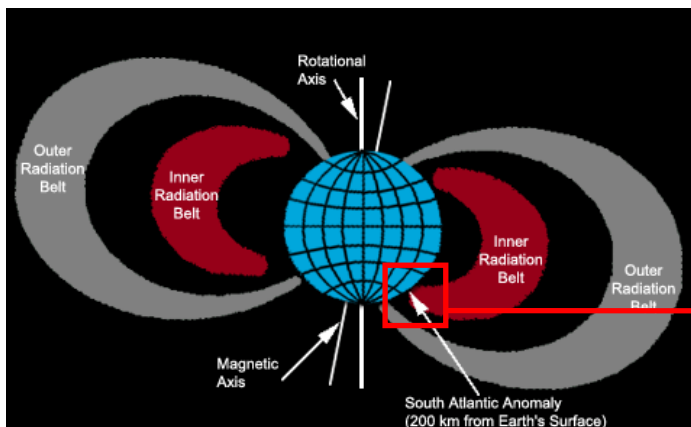 Rotational
Axis
Outer
Radiation
Belt
Inner
Radiation
Belt
Inner
Radiation
Belt
Outer
Radiation
Belt
Magnetic
Axis
South Atlantic Anomaly
(200 km from Earth's Surface)